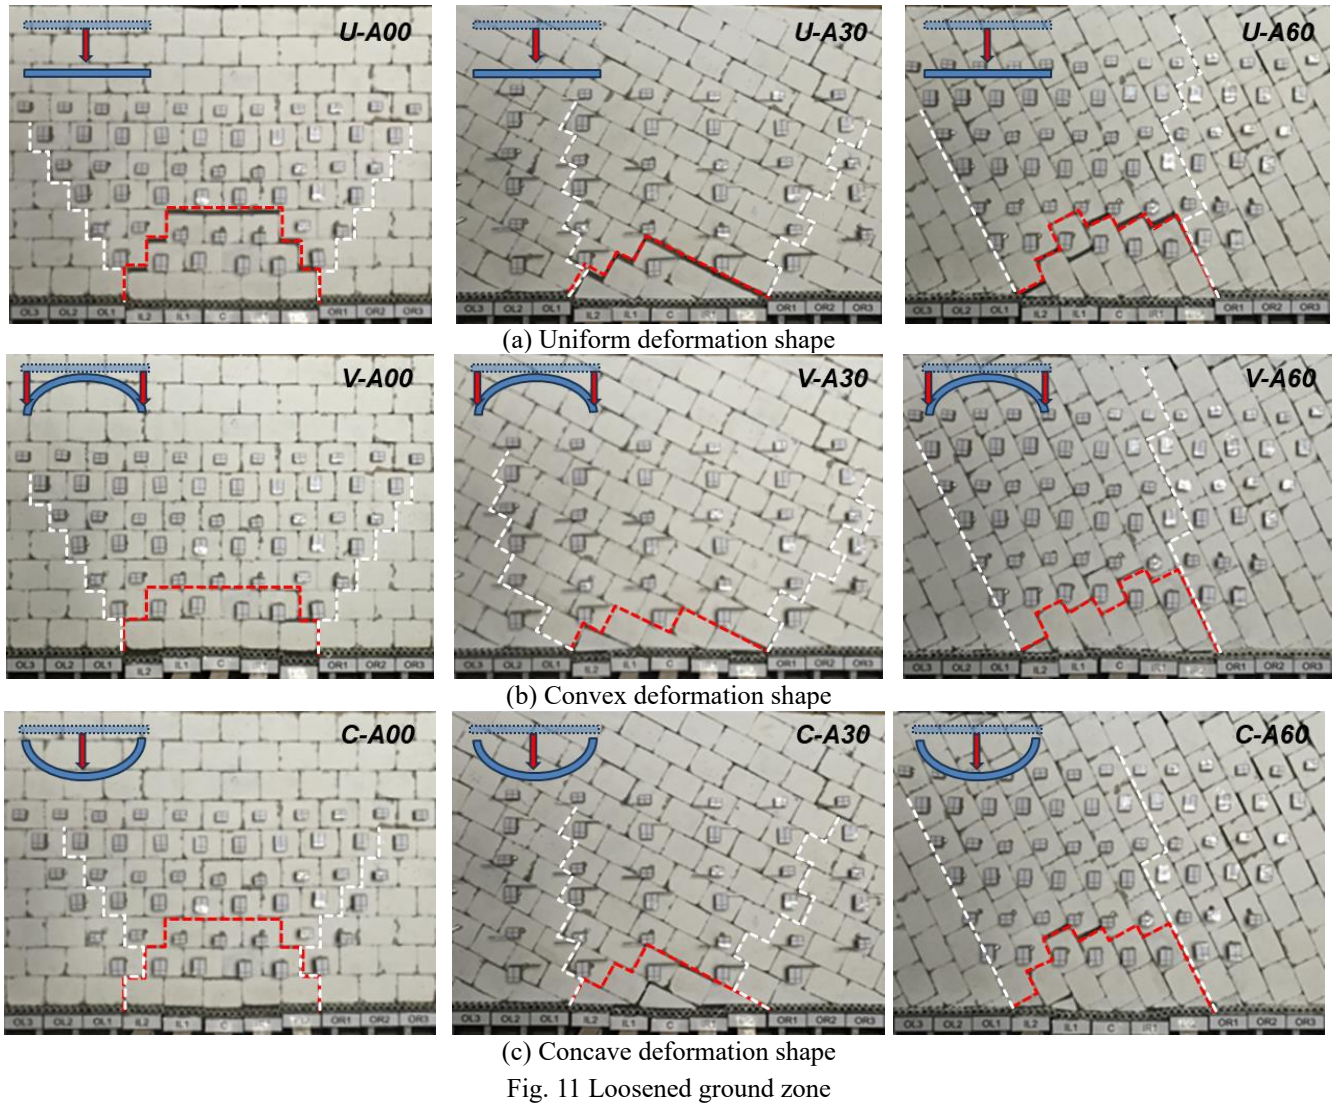 U-A00
U-A30
U-A60
OL3 OL2 OL1 IL2 IL1 C IR1 OR1 OR2 OR3
OL3 OL2 OL1 IL2 IL1 C IR1 OR1 OR2 OR3
OL3 OL2 OL1 IL2 IL1 C IR1 OR1 OR2 OR3
(a) Uniform deformation shape
V-A00
V-A30
V-A60
OL3 OL2 OL1 IL2 IL1 C IR1 OR1 OR2 OR3
OL3 OL2 OL1 IL2 IL1 C OR1 OR2 OR3
OL3 OL2 OL1 IL2 IL1 C IR1 IR2 OR1 OR2 OR3
(b) Convex deformation shape
C-A00
C-A30
C-A60
OL3 OL2 OL1 IL2 IL1 C OR1 OR2 OR3
OL3 OL2 OL1 IL2 IL1 C OR1 OR2 OR3
OL3 OL2 OL1 IL2 IL1 C IR1 OR1 OR2 OR3
(c) Concave deformation shape
Fig. 11 Loosened ground zone